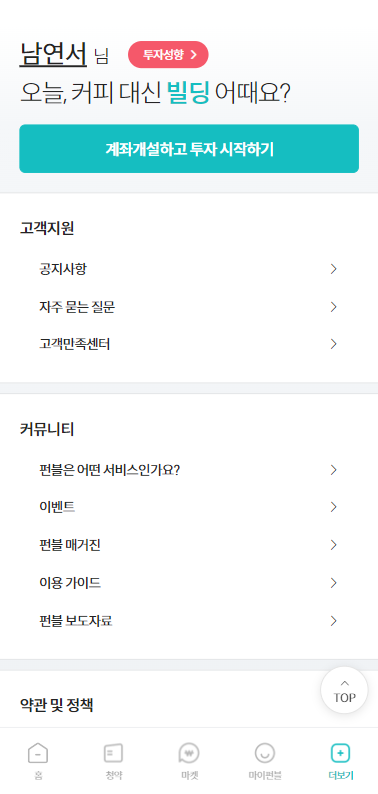 남연서 님 투자성향
오늘, 커피 대신 빌딩 어때요?
계좌개설하고 투자 시작하기
고객지원
공지사항
자주 묻는 질문
고객만족센터
커뮤니티
펀블은 어떤 서비스인가요?
이벤트
펀블 매거진
이용 가이드
펀블 보도자료
TOP
약관 및 정책
홈 청약 마켓 마이펀블 더보기